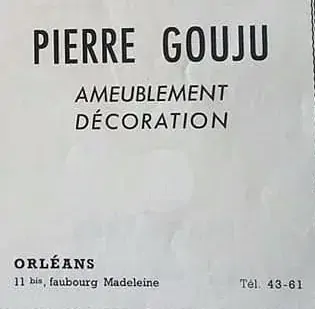 PIERRE GOUJU
AMEUBLEMENT
DÉCORATION
ORLÉANS
11 bis, faubourg Madeleine Tél. 43-61